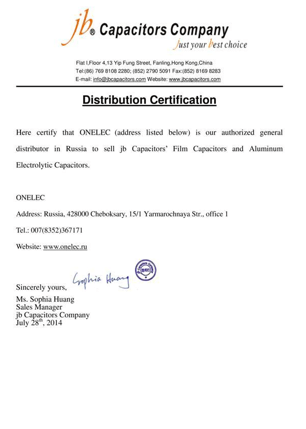 jb® Capacitors Company
just your best choice
Flat I,Floor 4,13 Yip Fung Street, Fanling,Hong Kong,China
Tel:(86) 769 8108 2280; (852) 2790 5091 Fax:(852) 8169 8283
E-mail: info@jbcapacitors.com Website: www.jbcapacitors.com
Distribution Certification
Here certify that ONELEC (address listed below) is our authorized general
distributor in Russia to sell jb Capacitors’ Film Capacitors and Aluminum
Electrolytic Capacitors.
ONELEC
Address: Russia, 428000 Cheboksary, 15/1 Yarmarochnaya Str., office 1
Tel.: 007(8352)367171
Website: www.onelec.ru
Sophia Huang
Sincerely yours,
Ms. Sophia Huang
Sales Manager
jb Capacitors Company
July 28th, 2014